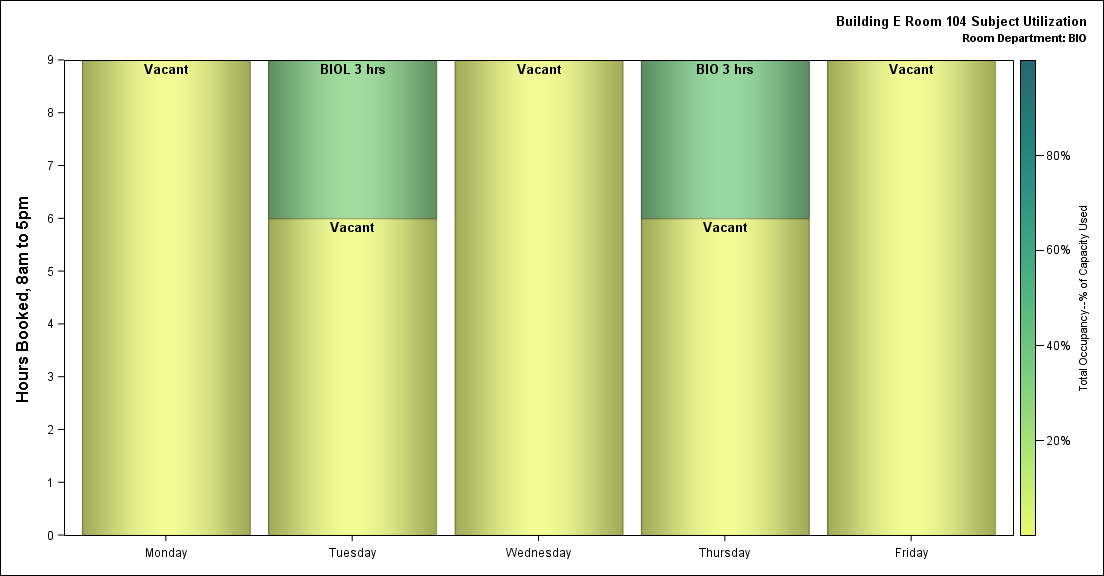 Building E Room 104 Subject Utilization
Room Department: BIO
Hours Booked, 8am to 5pm
9
8
7
6
5
4
3
2
1
0
Vacant
BIOL 3 hrs
Vacant
Vacant
BIO 3 hrs
Vacant
Vacant
Monday
Tuesday
Wednesday
Thursday
Friday
80%
60%
40%
20%
Total Occupancy--% of Capacity Used